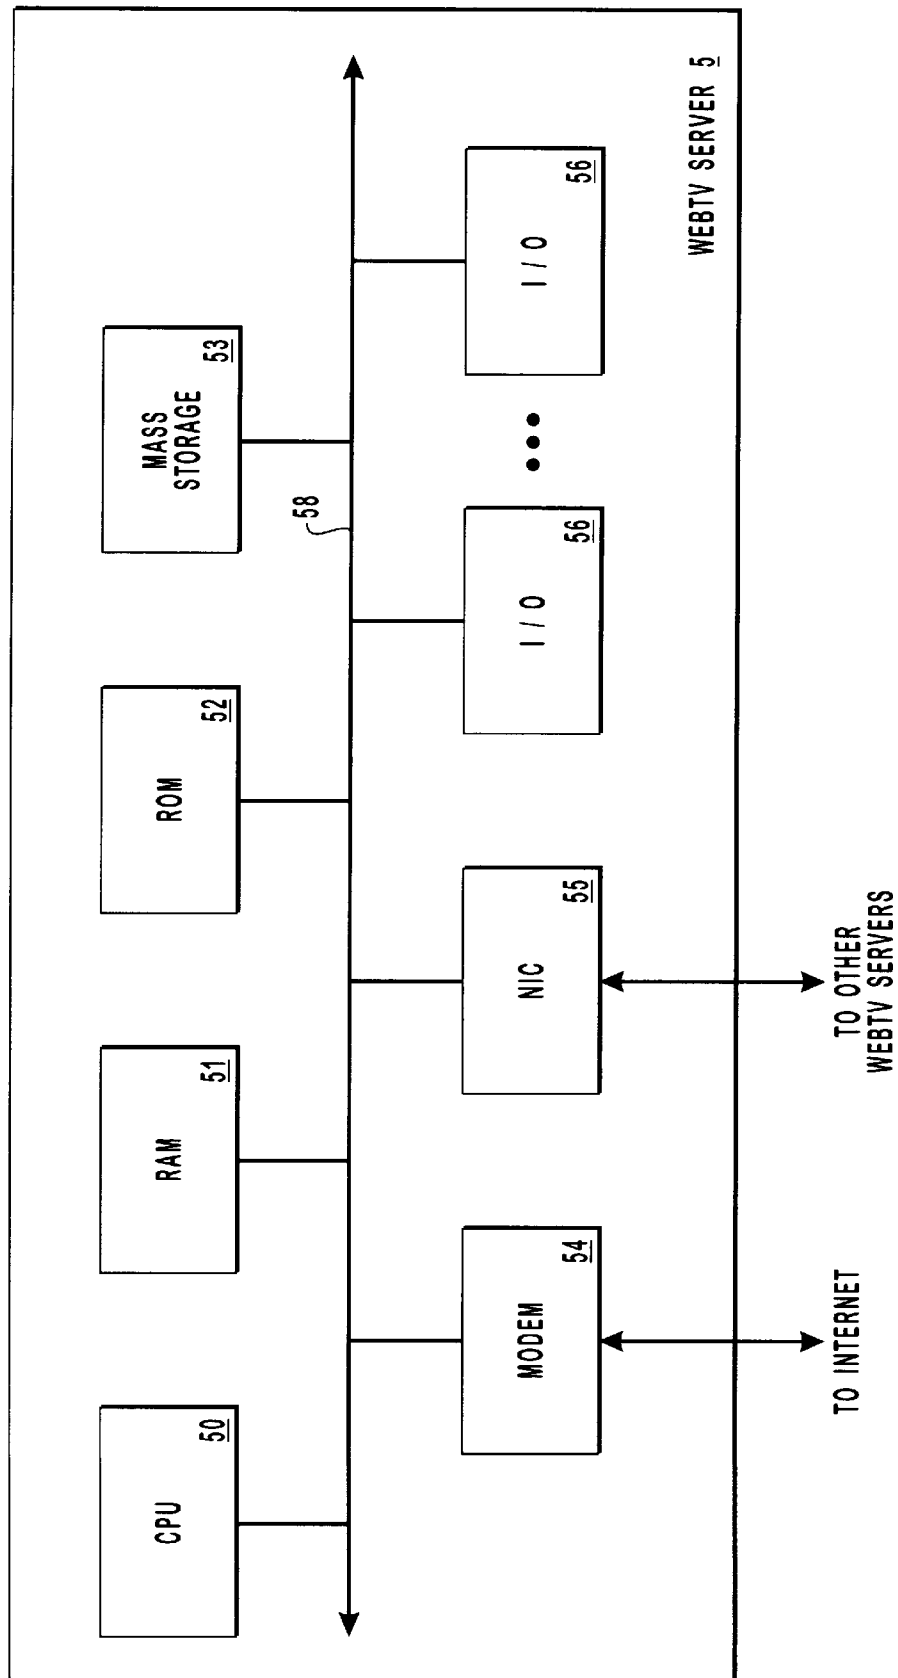 CPU
50
RAM
51
ROM
52
MASS
STORAGE
53
58
MODEM
54
NIC
55
I / O
56
I / O
56
WEBTV SERVER 5
TO INTERNET
TO OTHER
WEBTV SERVERS